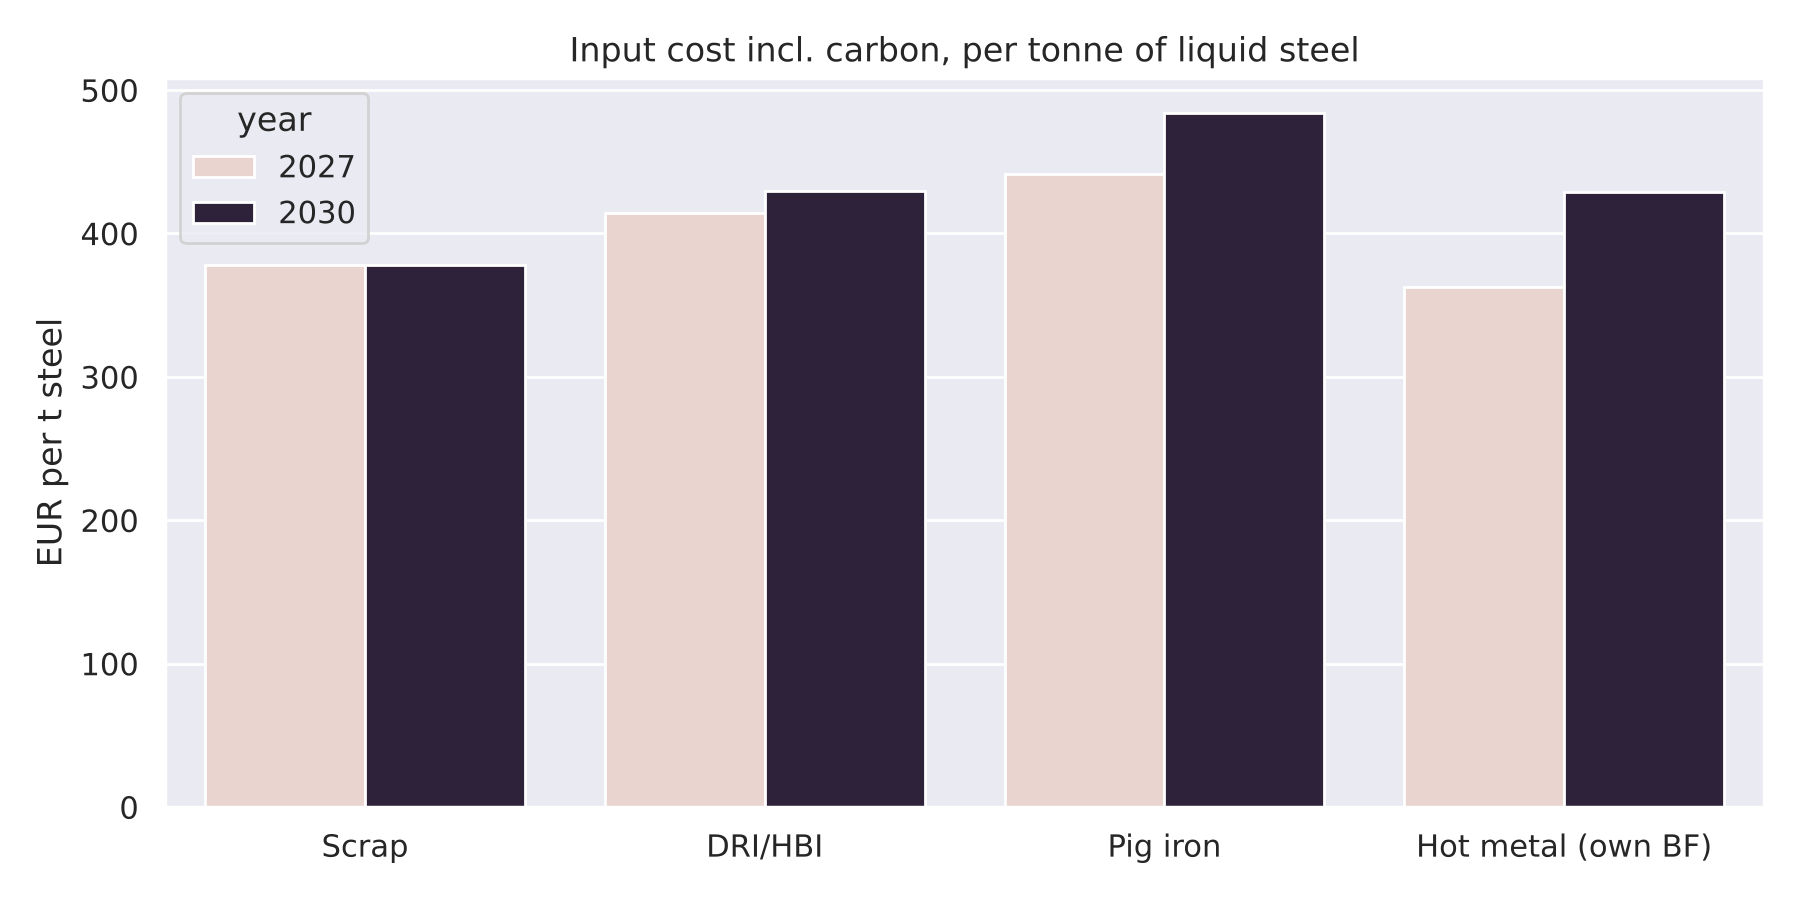 Input cost incl. carbon, per tonne of liquid steel
EUR per t steel
500
400
300
200
100
0
year
2027
2030
Scrap
DRI/HBI
Pig iron
Hot metal (own BF)